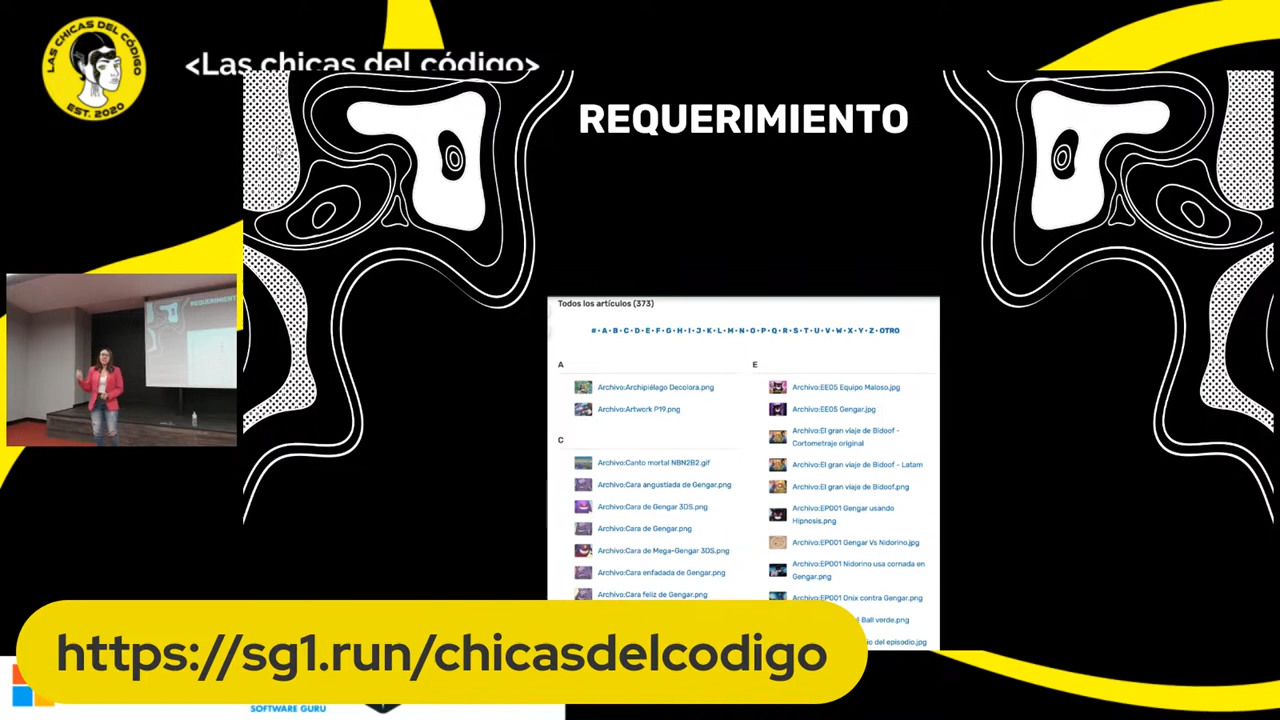 LAS CHICAS DEL CÓDIGO
EST. 2020
<Las chicas del código>
REQUERIMIENTO
REQUERIMIENTO
Todos los artículos (373)
# • A • B • C • D • E • F • G • H • I • J • K • L • M • N • O • P • Q • R • S • T • U • V • W • X • Y • Z • OTRO
A
Archivo:Archipiélago Decolora.png
Archivo:Artwork P19.png
C
Archivo:Canto mortal NBN2B2.gif
Archivo:Cara angustiada de Gengar.png
Archivo:Cara de Gengar 3DS.png
Archivo:Cara de Gengar.png
Archivo:Cara de Mega-Gengar 3DS.png
Archivo:Cara enfadada de Gengar.png
Archivo:Cara feliz de Gengar.png
E
Archivo:EE05 Equipo Maloso.jpg
Archivo:EE05 Gengar.jpg
Archivo:El gran viaje de Bidoof -
Cortometraje original
Archivo:El gran viaje de Bidoof - Latam
Archivo:El gran viaje de Bidoof.png
Archivo:EP001 Gengar usando
Hipnosis.png
Archivo:EP001 Gengar Vs Nidorino.jpg
Archivo:EP001 Nidorino usa cornada en
Gengar.png
Archivo:EP001 Onix contra Gengar.png
Ball verde.png
del episodio.jpg
https://sg1.run/chicasdelcodigo
SOFTWARE GURU